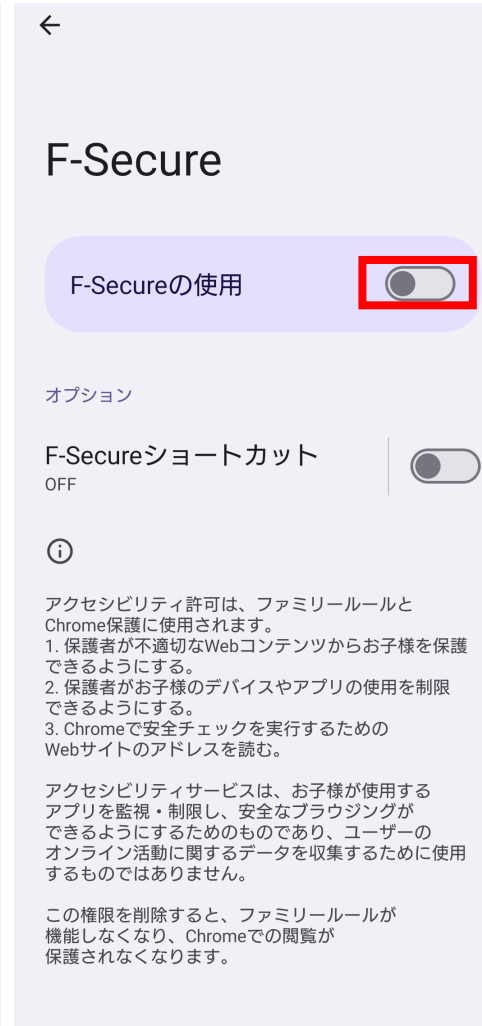 F-Secure
F-Secureの使用
オプション
F-Secureショートカット
OFF
アクセシビリティ許可は、ファミリールールと
Chrome保護に使用されます。
1. 保護者が不適切なWebコンテンツからお子様を保護
できるようにする。
2. 保護者がお子様のデバイスやアプリの使用を制限
できるようにする。
3. Chromeで安全チェックを実行するための
Webサイトのアドレスを読む。
アクセシビリティサービスは、お子様が使用する
アプリを監視・制限し、安全なブラウジングが
できるようにするためのものであり、ユーザーの
オンライン活動に関するデータを収集するために使用
するものではありません。
この権限を削除すると、ファミリールールが
機能しなくなり、Chromeでの閲覧が
保護されなくなります。